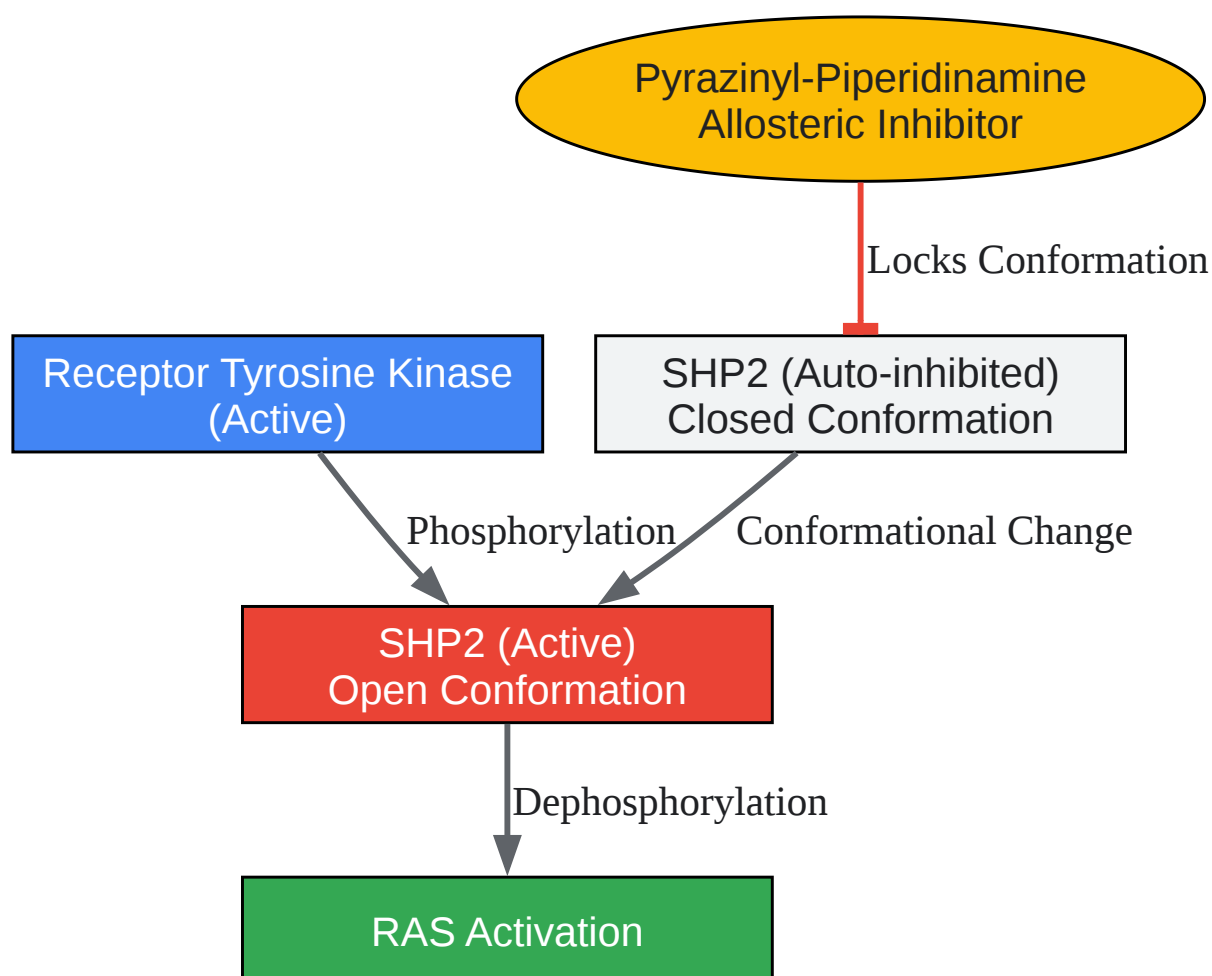 Pyrazinyl-Piperidinamine
Allosteric Inhibitor
Locks Conformation
Receptor Tyrosine Kinase
(Active)
SHP2 (Auto-inhibited)
Closed Conformation
Phosphorylation
Conformational Change
SHP2 (Active)
Open Conformation
Dephosphorylation
RAS Activation